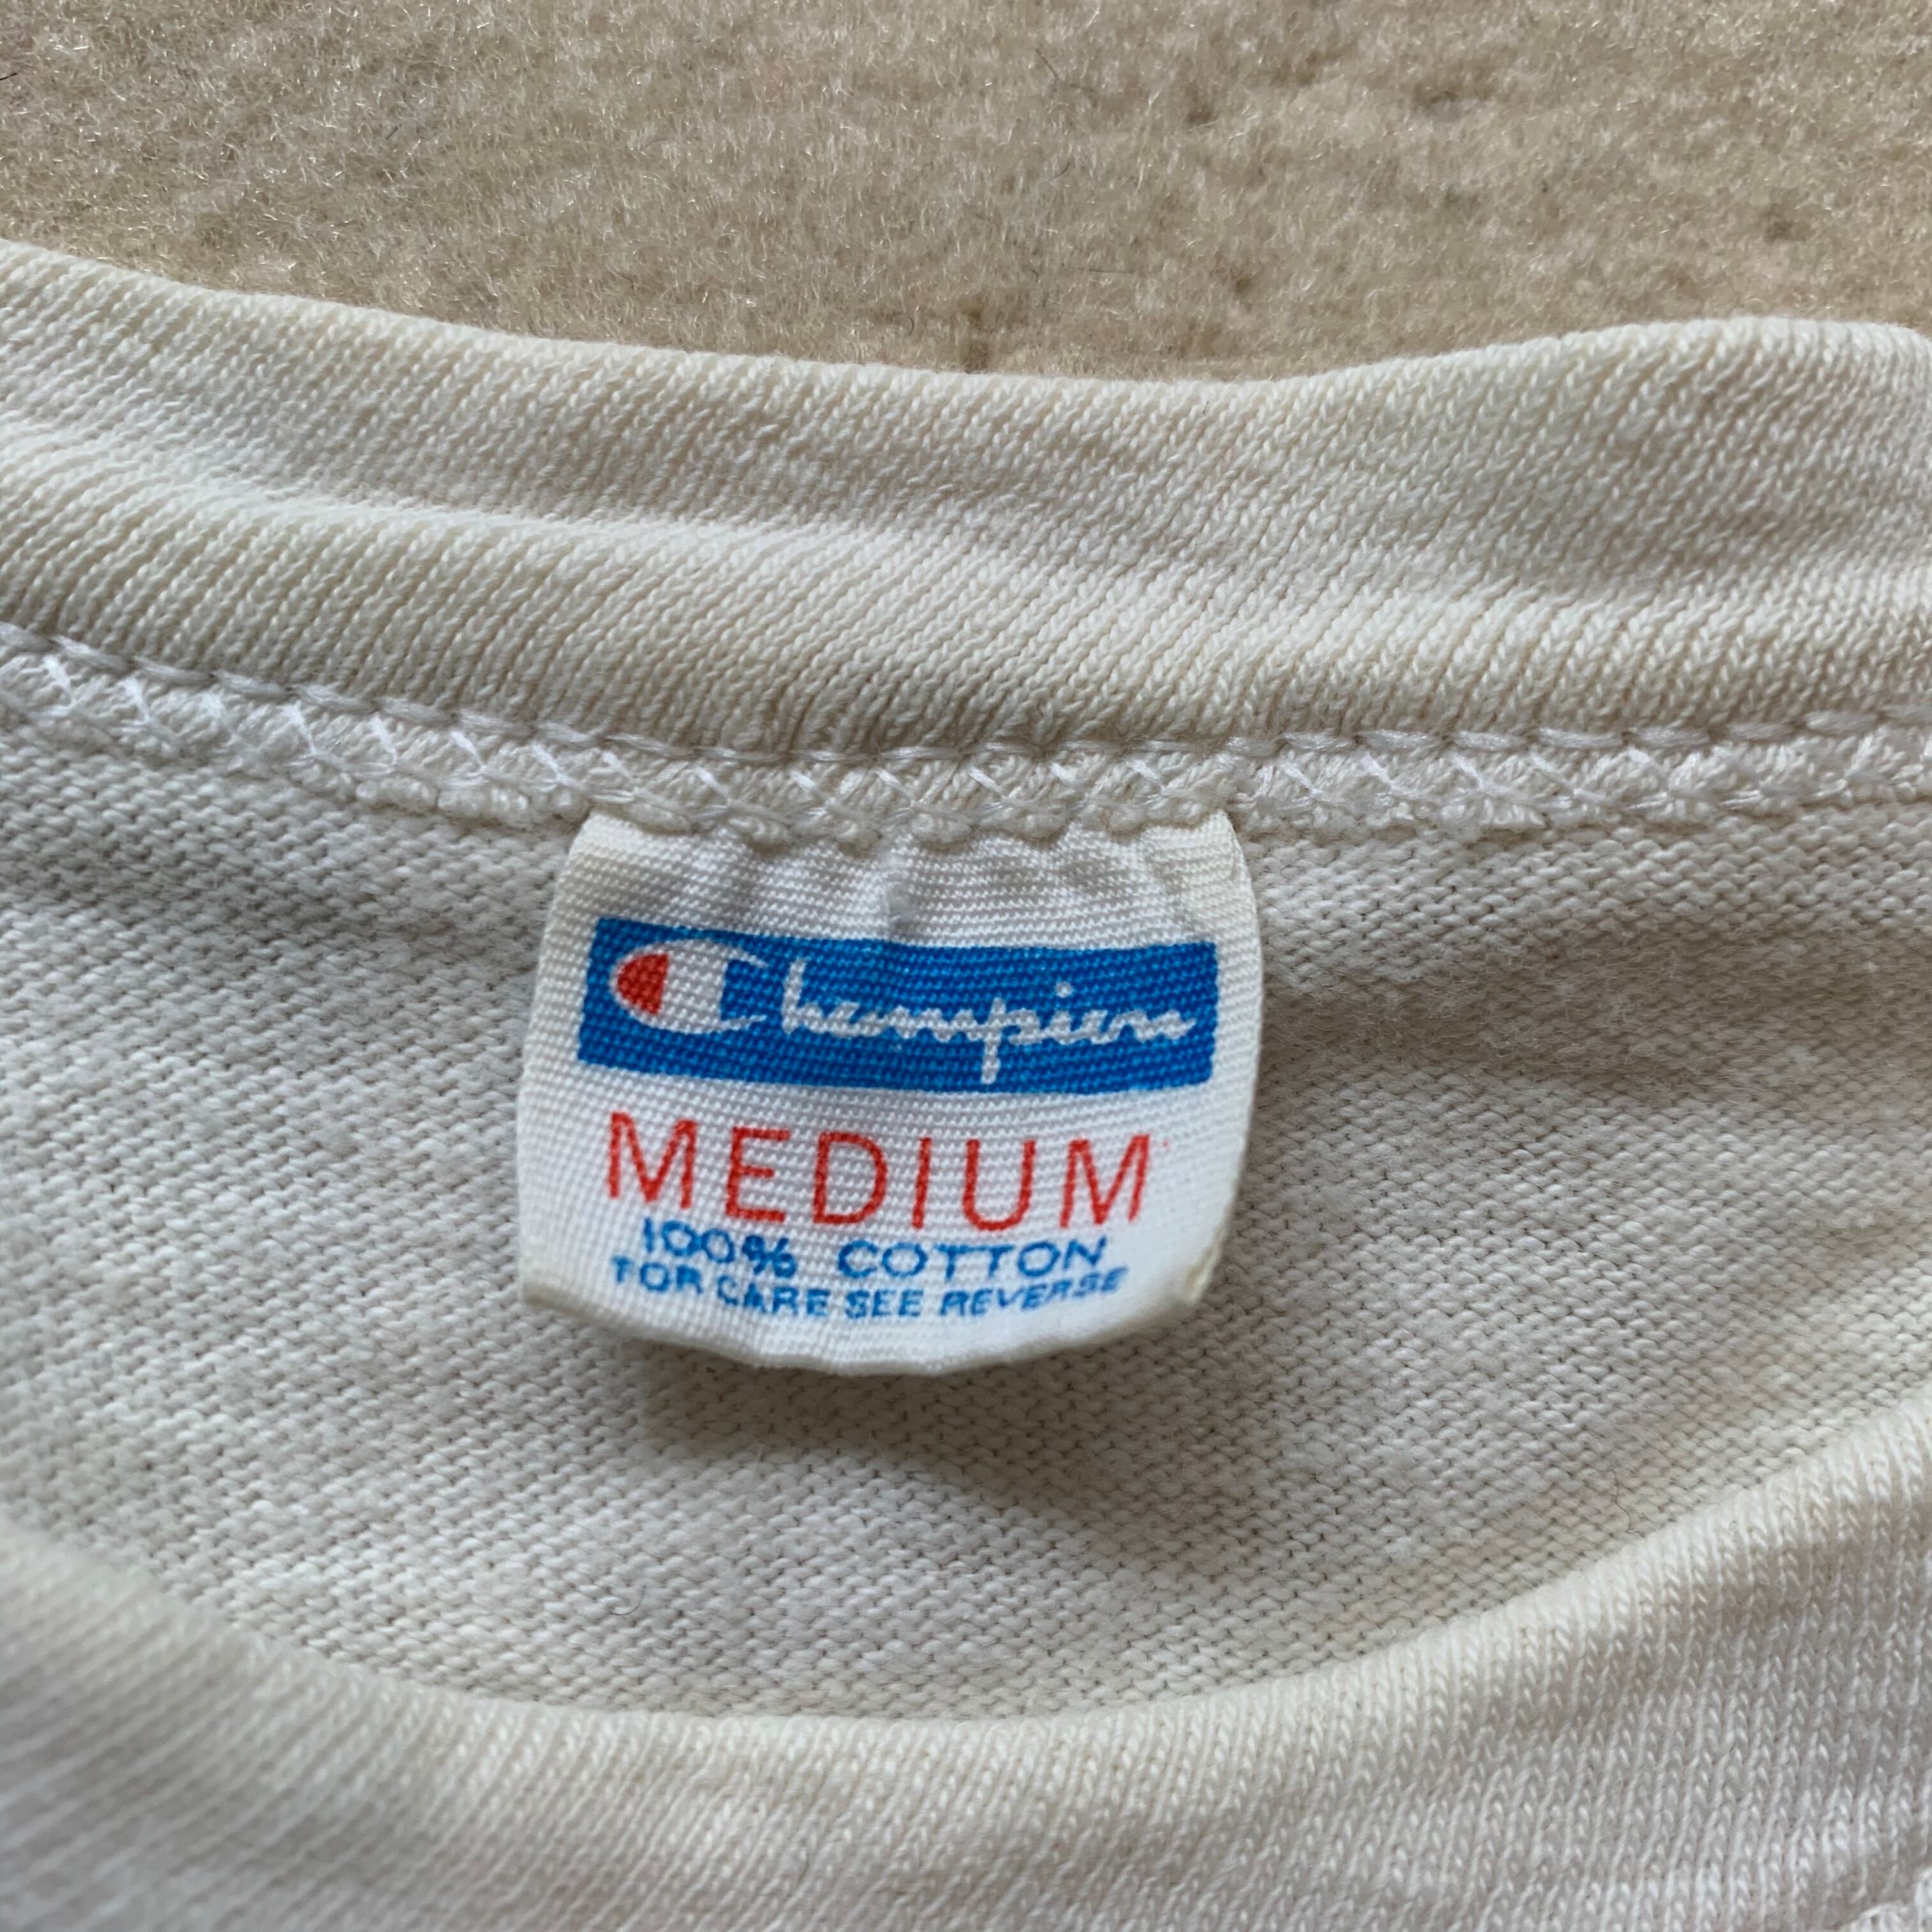 Champion
MEDIUM
100% COTTON
FOR CARE SEE REVERSE